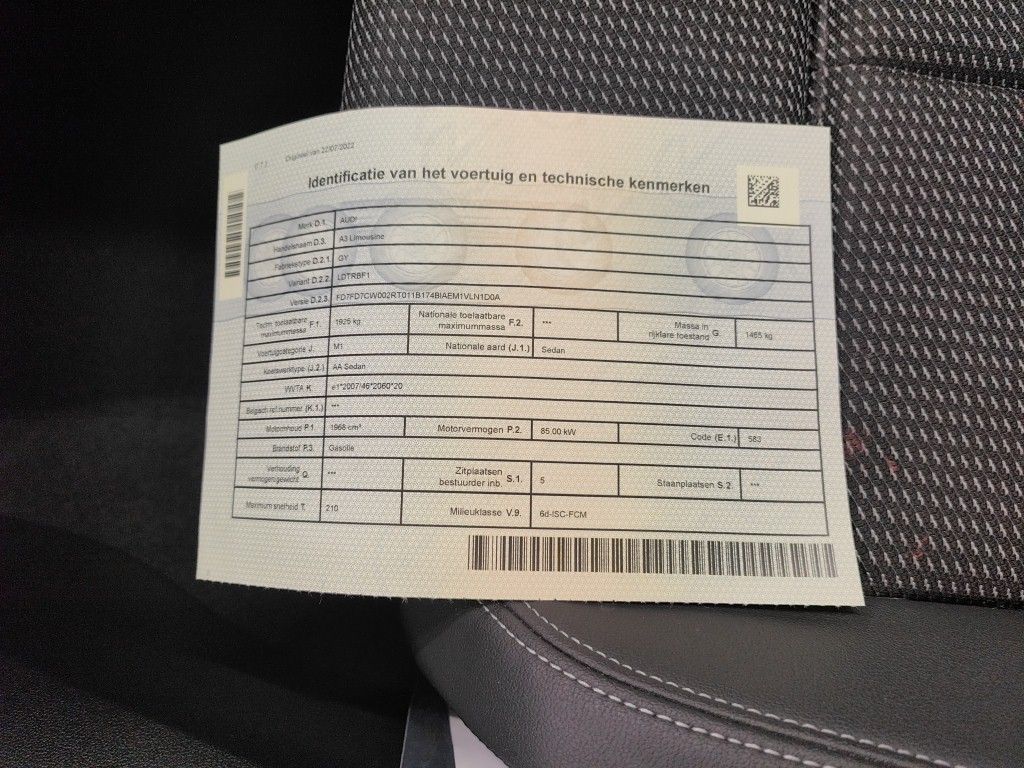 Origineel van 22/07/2022
Identificatie van het voertuig en technische kenmerken
Merk D.1. AUDI
Handelsnaam D.3. A3 Limousine
Fabriekstype D.2.1. GY
Variant D.2.2. LDTRBF1
Versie D.2.3. FD7FD7CW002RT011B174BIAEM1VLN1D0A
Techn. toelaatbare maximummassa F.1. 1925 kg Nationale toelaatbare maximummassa F.2. *** Massa in rijklare toestand G. 1465 kg
Voertuigcategorie J. M1 Nationale aard (J.1.) Sedan
Koetswerktype (J.2.) AA Sedan
WVTA K. e1*2007/46*2060*20
Belgisch ref.nummer (K.1.) ***
Motorinhoud P.1. 1968 cm³ Motorvermogen P.2. 85.00 kW Code (E.1.) 583
Brandstof P.3. Gasolie
Verhouding vermogen/gewicht Q. *** Zitplaatsen bestuurder inb. S.1. 5 Staanplaatsen S.2. ***
Maximum snelheid T. 210 Milieuklasse V.9. 6d-ISC-FCM